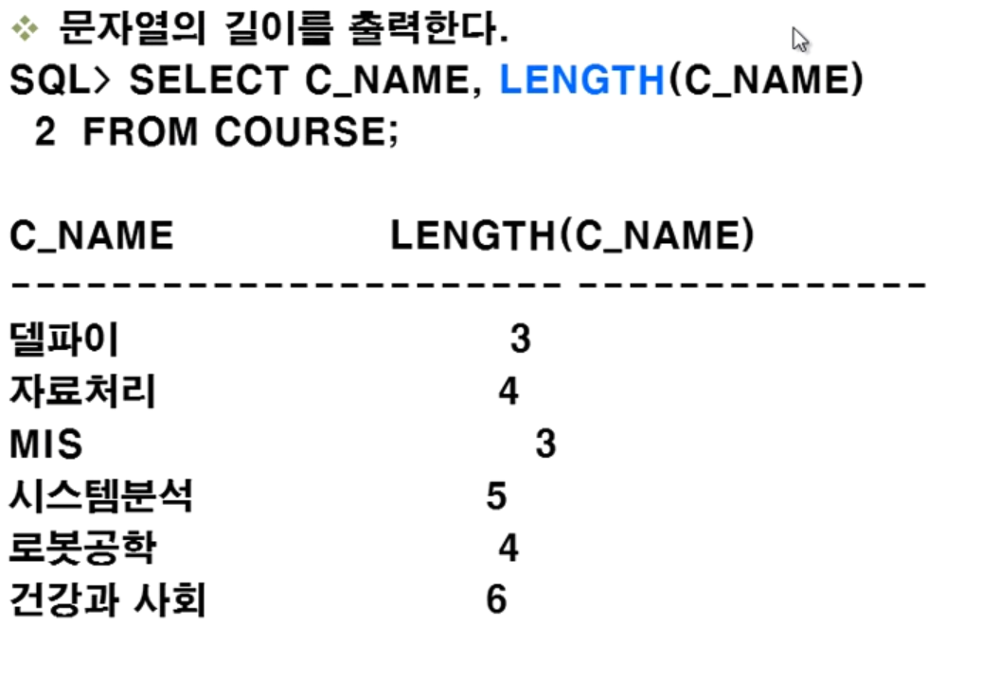 ❖ 문자열의 길이를 출력한다.
SQL> SELECT C_NAME, LENGTH(C_NAME)
2 FROM COURSE;
C_NAME LENGTH(C_NAME)
---------------------- --------------
델파이 3
자료처리 4
MIS 3
시스템분석 5
로봇공학 4
건강과 사회 6